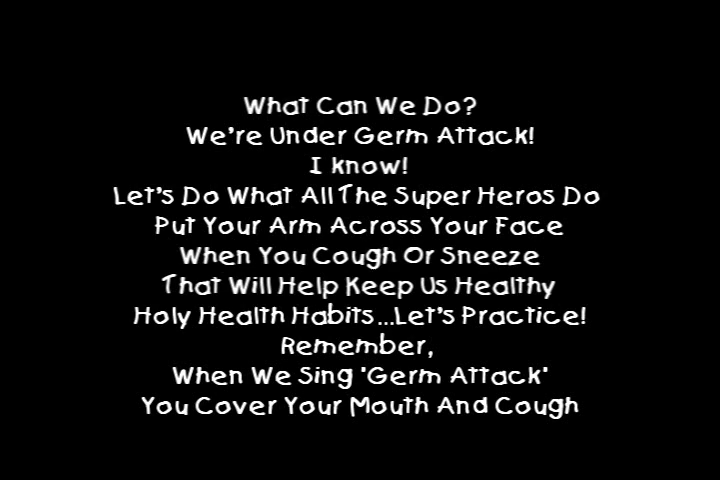 What Can We Do?
We're Under Germ Attack!
I know!
Let's Do What All The Super Heros Do
Put Your Arm Across Your Face
When You Cough Or Sneeze
That Will Help Keep Us Healthy
Holy Health Habits...Let's Practice!
Remember,
When We Sing 'Germ Attack'
You Cover Your Mouth And Cough